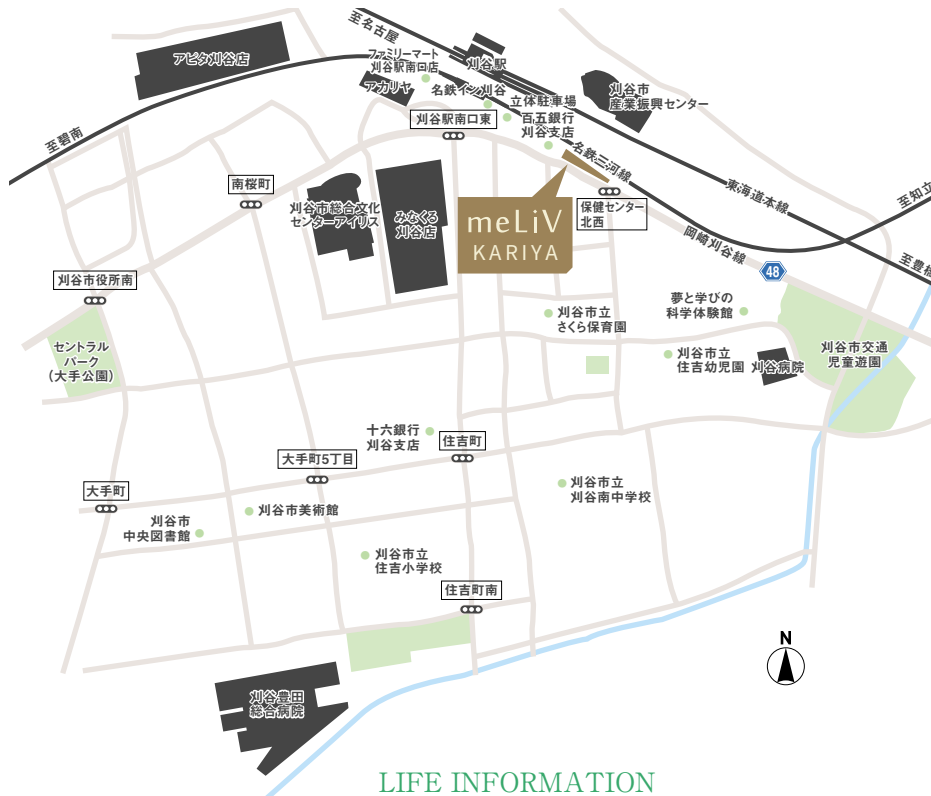 至名古屋
アピタ刈谷店
ファミリーマート
刈谷駅南口店
刈谷駅
アカリヤ
名鉄イン刈谷
立体駐車場
刈谷市
産業振興センター
至碧南
刈谷駅南口東
百五銀行
刈谷支店
名鉄三河線
東海道本線
至知立
南桜町
刈谷市総合文化
センターアイリス
みなくる
刈谷店
meLiV
KARIYA
保健センター
北西
岡崎刈谷線
至豊橋
48
刈谷市役所南
夢と学びの
科学体験館
刈谷市立
さくら保育園
セントラル
パーク
(大手公園)
刈谷市立
住吉幼児園
刈谷病院
刈谷市交通
児童遊園
十六銀行
刈谷支店
住吉町
大手町5丁目
大手町
刈谷市立
刈谷南中学校
刈谷市美術館
刈谷市
中央図書館
刈谷市立
住吉小学校
住吉町南
N
刈谷豊田
総合病院
LIFE INFORMATION